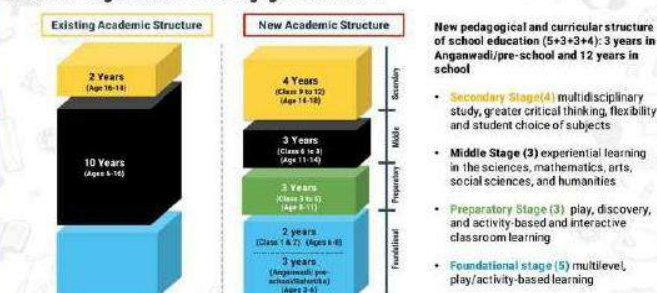 Existing Academic Structure
New Academic Structure
2 Years
(Age 16-18)
10 Years
(Ages 6-16)
4 Years
(Class 9 to 12)
(Age 14-18)
Secondary
3 Years
(Class 6 to 8)
(Age 11-14)
Middle
3 Years
(Class 3 to 5)
(Age 8-11)
Preparatory
2 years
(Class 1 & 2) (Ages 6-8)
3 years
(Anganwadi/ pre-
school/Balvatika)
(Ages 3-6)
Foundational
New pedagogical and curricular structure
of school education (5+3+3+4): 3 years in
Anganwadi/pre-school and 12 years in
school
• Secondary Stage(4) multidisciplinary
study, greater critical thinking, flexibility
and student choice of subjects
• Middle Stage (3) experiential learning
in the sciences, mathematics, arts,
social sciences, and humanities
• Preparatory Stage (3) play, discovery,
and activity-based and interactive
classroom learning
• Foundational stage (5) multilevel,
play/activity-based learning